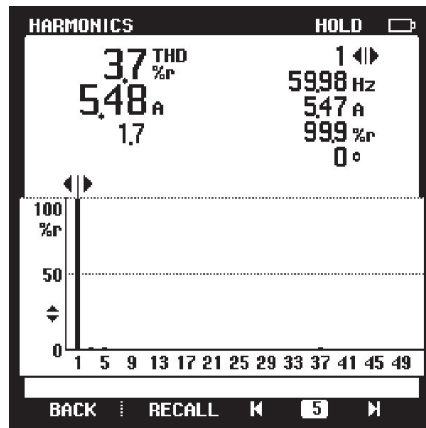 HARMONICS HOLD
3.7 THD %r
5.48 A
1.7
1
59.98 Hz
5.47 A
99.9 %r
0 °
100
%r
50
0
1 5 9 13 17 21 25 29 33 37 41 45 49
BACK RECALL 5